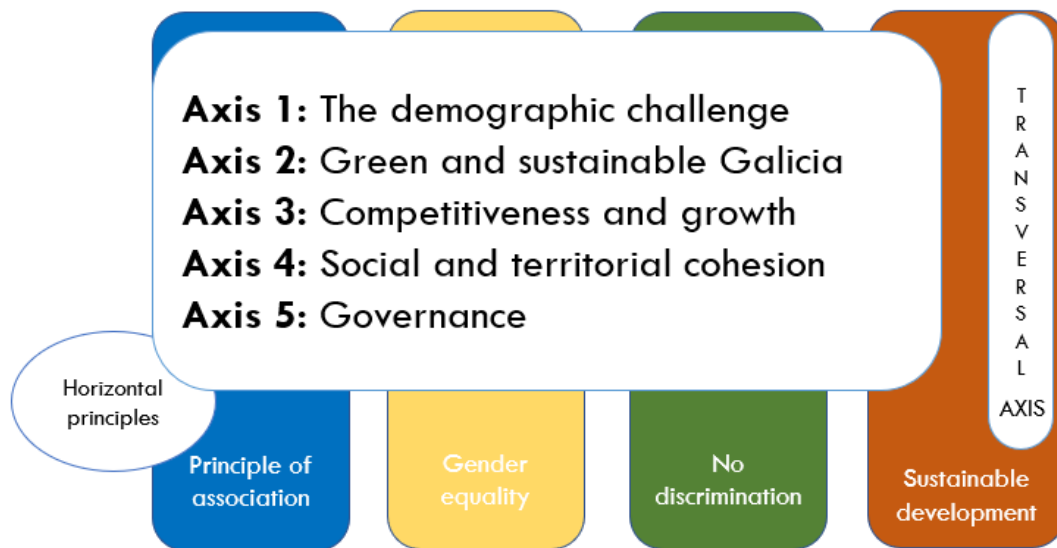 Axis 1: The demographic challenge
Axis 2: Green and sustainable Galicia
Axis 3: Competitiveness and growth
Axis 4: Social and territorial cohesion
Axis 5: Governance
TRANSVERSAL
AXIS
Horizontal
principles
Principle of
association
Gender
equality
No
discrimination
Sustainable
development